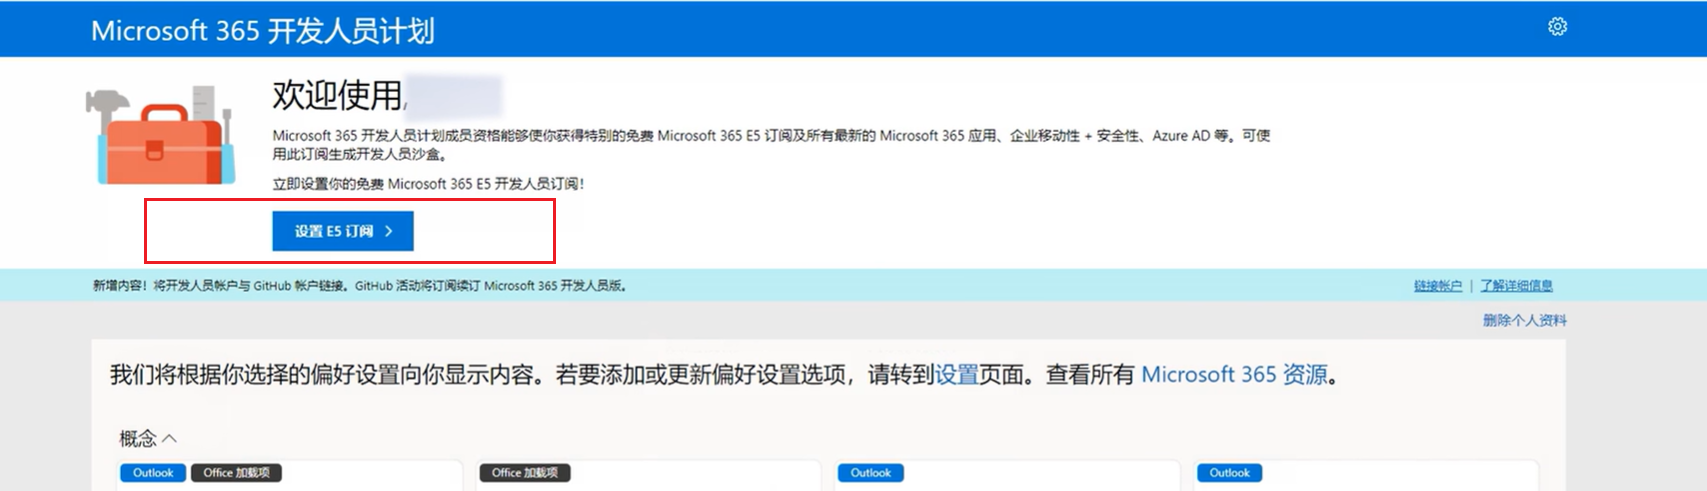 Microsoft 365 开发人员计划
欢迎使用,
Microsoft 365 开发人员计划成员资格能够使你获得特别的免费 Microsoft 365 E5 订阅及所有最新的 Microsoft 365 应用、企业移动性 + 安全性、Azure AD 等。可使
用此订阅生成开发人员沙盒。
立即设置你的免费 Microsoft 365 E5 开发人员订阅!
设置 E5 订阅
新增内容! 将开发人员帐户与 GitHub 帐户链接。GitHub 活动将订阅续订 Microsoft 365 开发人员版。 链接帐户 | 了解详细信息
删除个人资料
我们将根据你选择的偏好设置向你显示内容。若要添加或更新偏好设置选项，请转到设置页面。查看所有 Microsoft 365 资源。
概念
Outlook Office 加载项 Office 加载项 Outlook Outlook